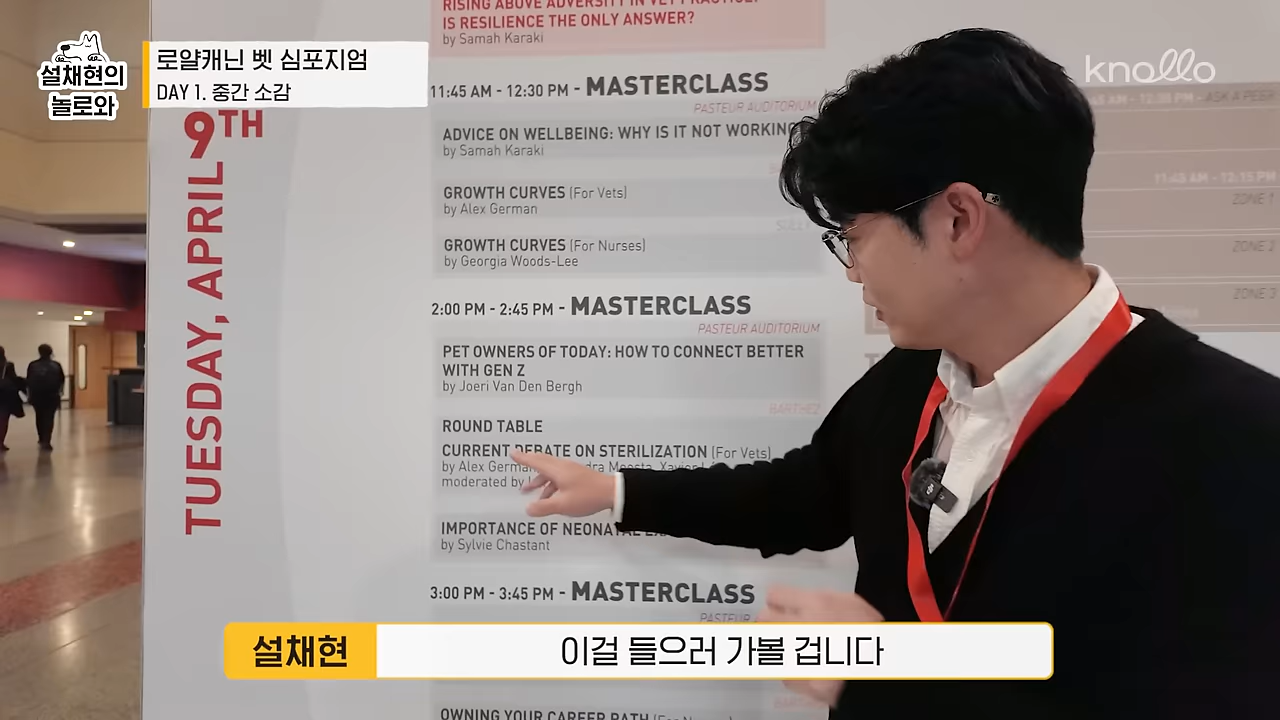 설채현의
놀로와
로얄캐닌 벳 심포지엄
DAY 1. 중간 소감
knollo
TUESDAY, APRIL 9TH
RISING ABOVE ADVERSITY IN VET PRACTICE:
IS RESILIENCE THE ONLY ANSWER?
by Samah Karaki
11:45 AM - 12:30 PM - MASTERCLASS
PASTEUR AUDITORIUM
ADVICE ON WELLBEING: WHY IS IT NOT WORKING
by Samah Karaki
GROWTH CURVES (For Vets)
by Alex German
GROWTH CURVES (For Nurses)
by Georgia Woods-Lee
2:00 PM - 2:45 PM - MASTERCLASS
PASTEUR AUDITORIUM
PET OWNERS OF TODAY: HOW TO CONNECT BETTER
WITH GEN Z
by Joeri Van Den Bergh
BARTHEZ
ROUND TABLE
CURRENT DEBATE ON STERILIZATION (For Vets)
by Alex German
moderated by
IMPORTANCE OF NEONATAL
by Sylvie Chastant
3:00 PM - 3:45 PM - MASTERCLASS
PASTEUR
OWNING YOUR CAREER PATH
ASK A PEER
11:45 AM - 12:15 PM
ZONE 1
ZONE 2
ZONE 3
설채현
이걸 들으러 가볼 겁니다